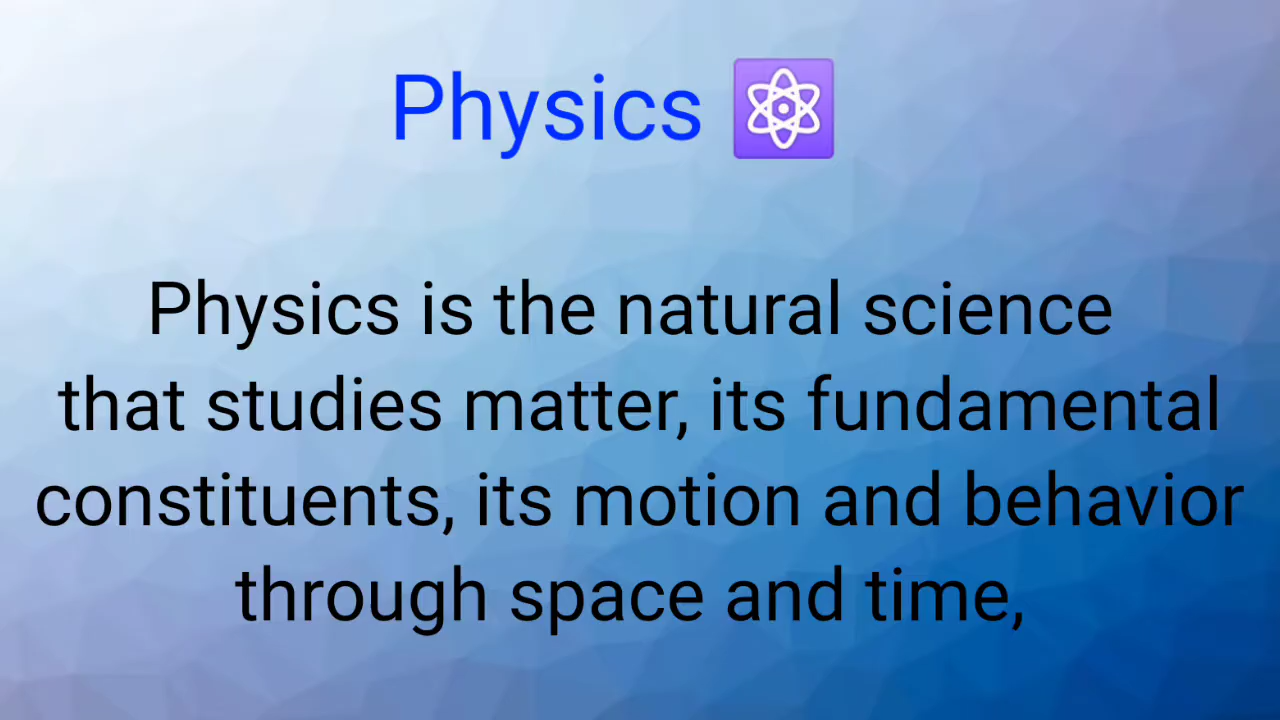 Physics ⚛️
Physics is the natural science
that studies matter, its fundamental
constituents, its motion and behavior
through space and time,